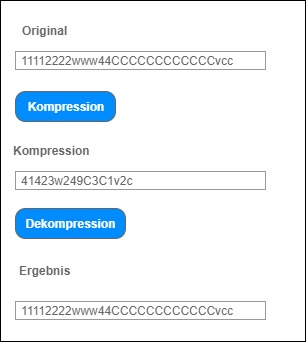 Original
11112222www44CCCCCCCCCCCCvcc
Kompression
Kompression
41423w249C3C1v2c
Dekompression
Ergebnis
11112222www44CCCCCCCCCCCCvcc